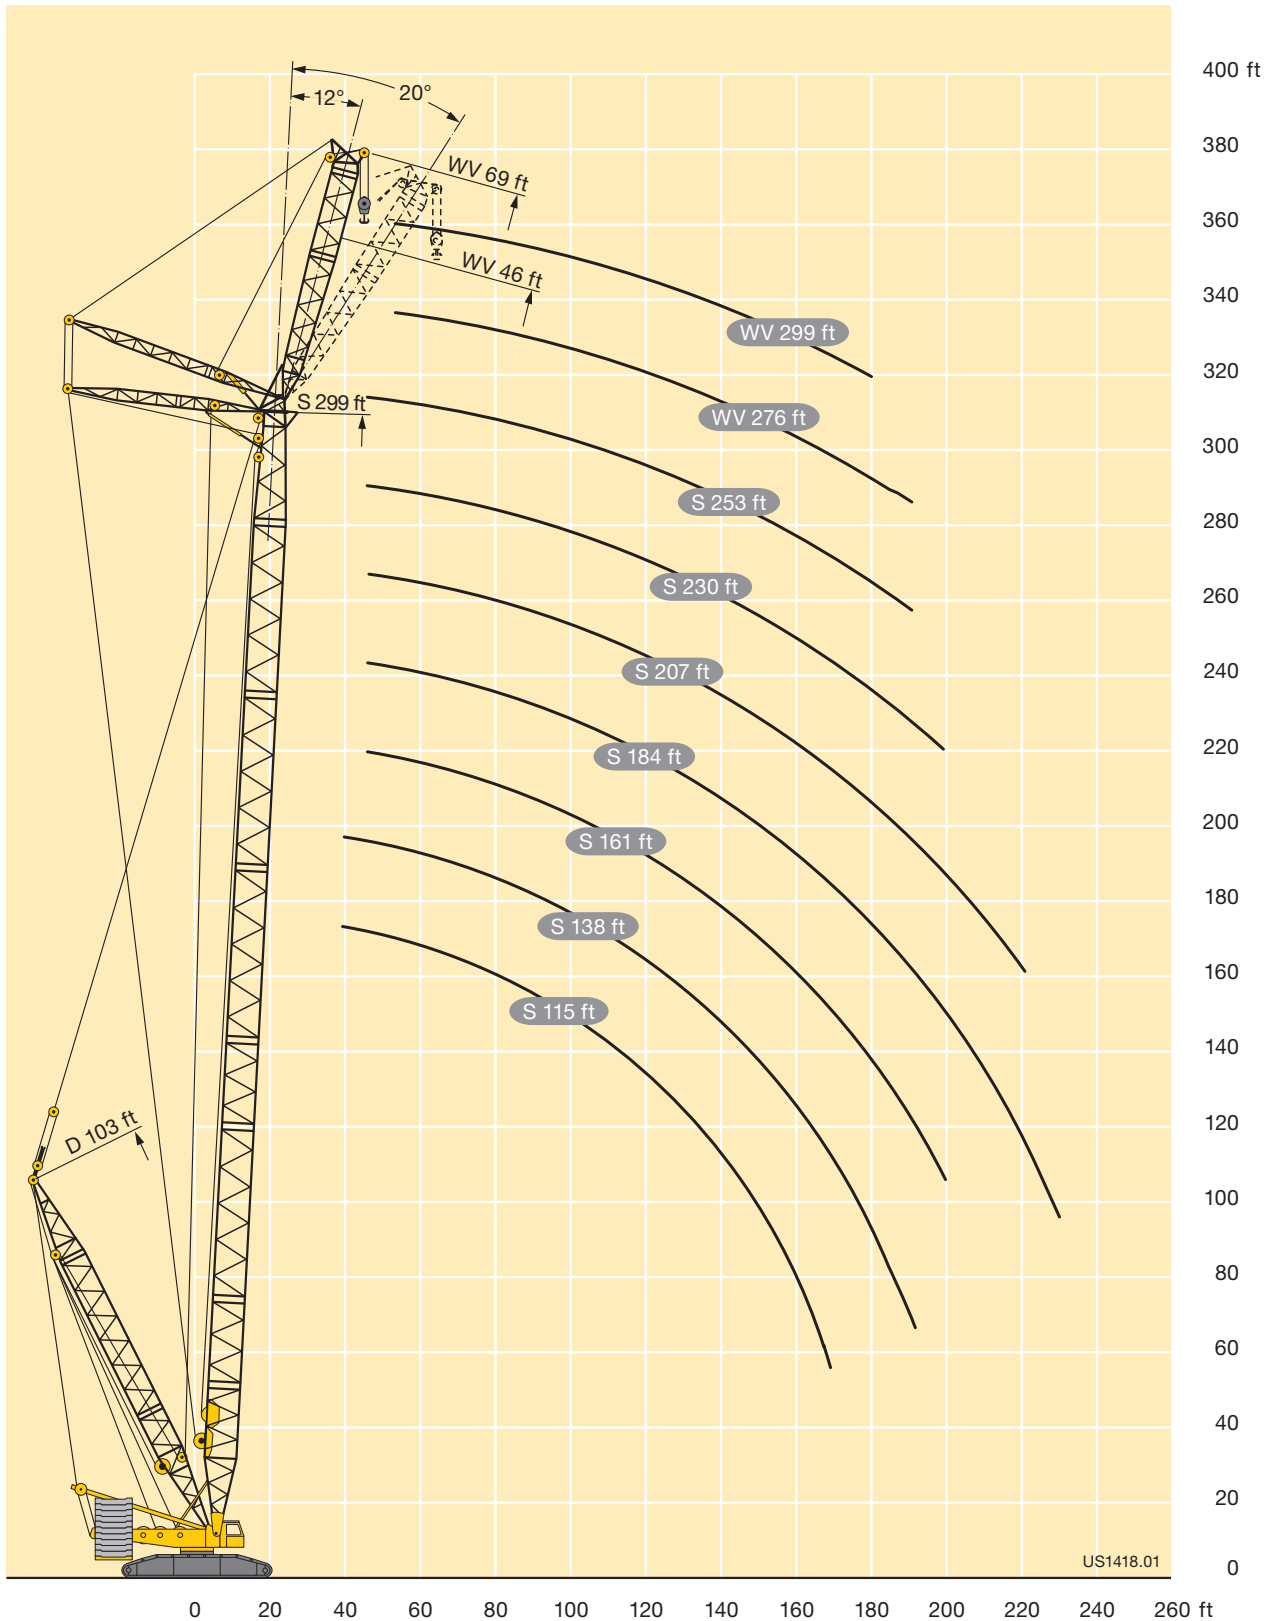 400 ft
12°
20°
380
WV 69 ft
360
WV 46 ft
340
WV 299 ft
320
S 299 ft
WV 276 ft
300
S 253 ft
280
S 230 ft
260
S 207 ft
240
S 184 ft
220
S 161 ft
200
S 138 ft
180
S 115 ft
160
140
D 103 ft
120
100
80
60
40
20
US1418.01
0
0 20 40 60 80 100 120 140 160 180 200 220 240 260 280 ft